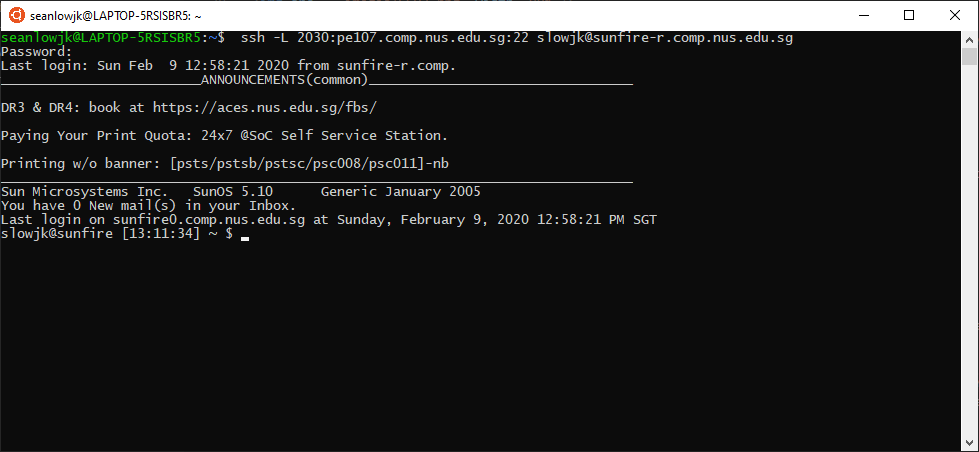 seanlowjk@LAPTOP-5RSISBR5: ~
seanlowjk@LAPTOP-5RSISBR5:~$  ssh -L 2030:pe107.comp.nus.edu.sg:22 slowjk@sunfire-r.comp.nus.edu.sg
Password:
Last login: Sun Feb  9 12:58:21 2020 from sunfire-r.comp.
_________________________ANNOUNCEMENTS(common)_________________________________
DR3 & DR4: book at https://aces.nus.edu.sg/fbs/
Paying Your Print Quota: 24x7 @SoC Self Service Station.
Printing w/o banner: [psts/pstsb/pstsc/psc008/psc011]-nb
_______________________________________________________________________________
Sun Microsystems Inc.   SunOS 5.10      Generic January 2005
You have 0 New mail(s) in your Inbox.
Last login on sunfire0.comp.nus.edu.sg at Sunday, February 9, 2020 12:58:21 PM SGT
slowjk@sunfire [13:11:34] ~ $